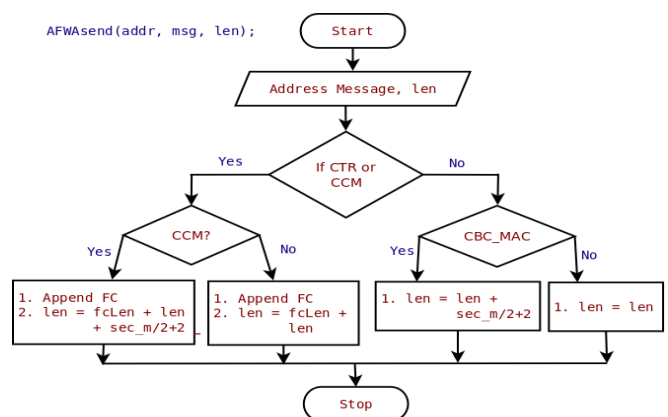 AFWAsend(addr, msg, len);
Start
Address Message, len
Yes
If CTR or
CCM
No
CCM?
CBC_MAC
Yes
No
Yes
No
1. Append FC
2. len = fcLen + len
+ sec_m/2+2
1. Append FC
2. len = fcLen +
len
1. len = len +
sec_m/2+2
1. len = len
Stop